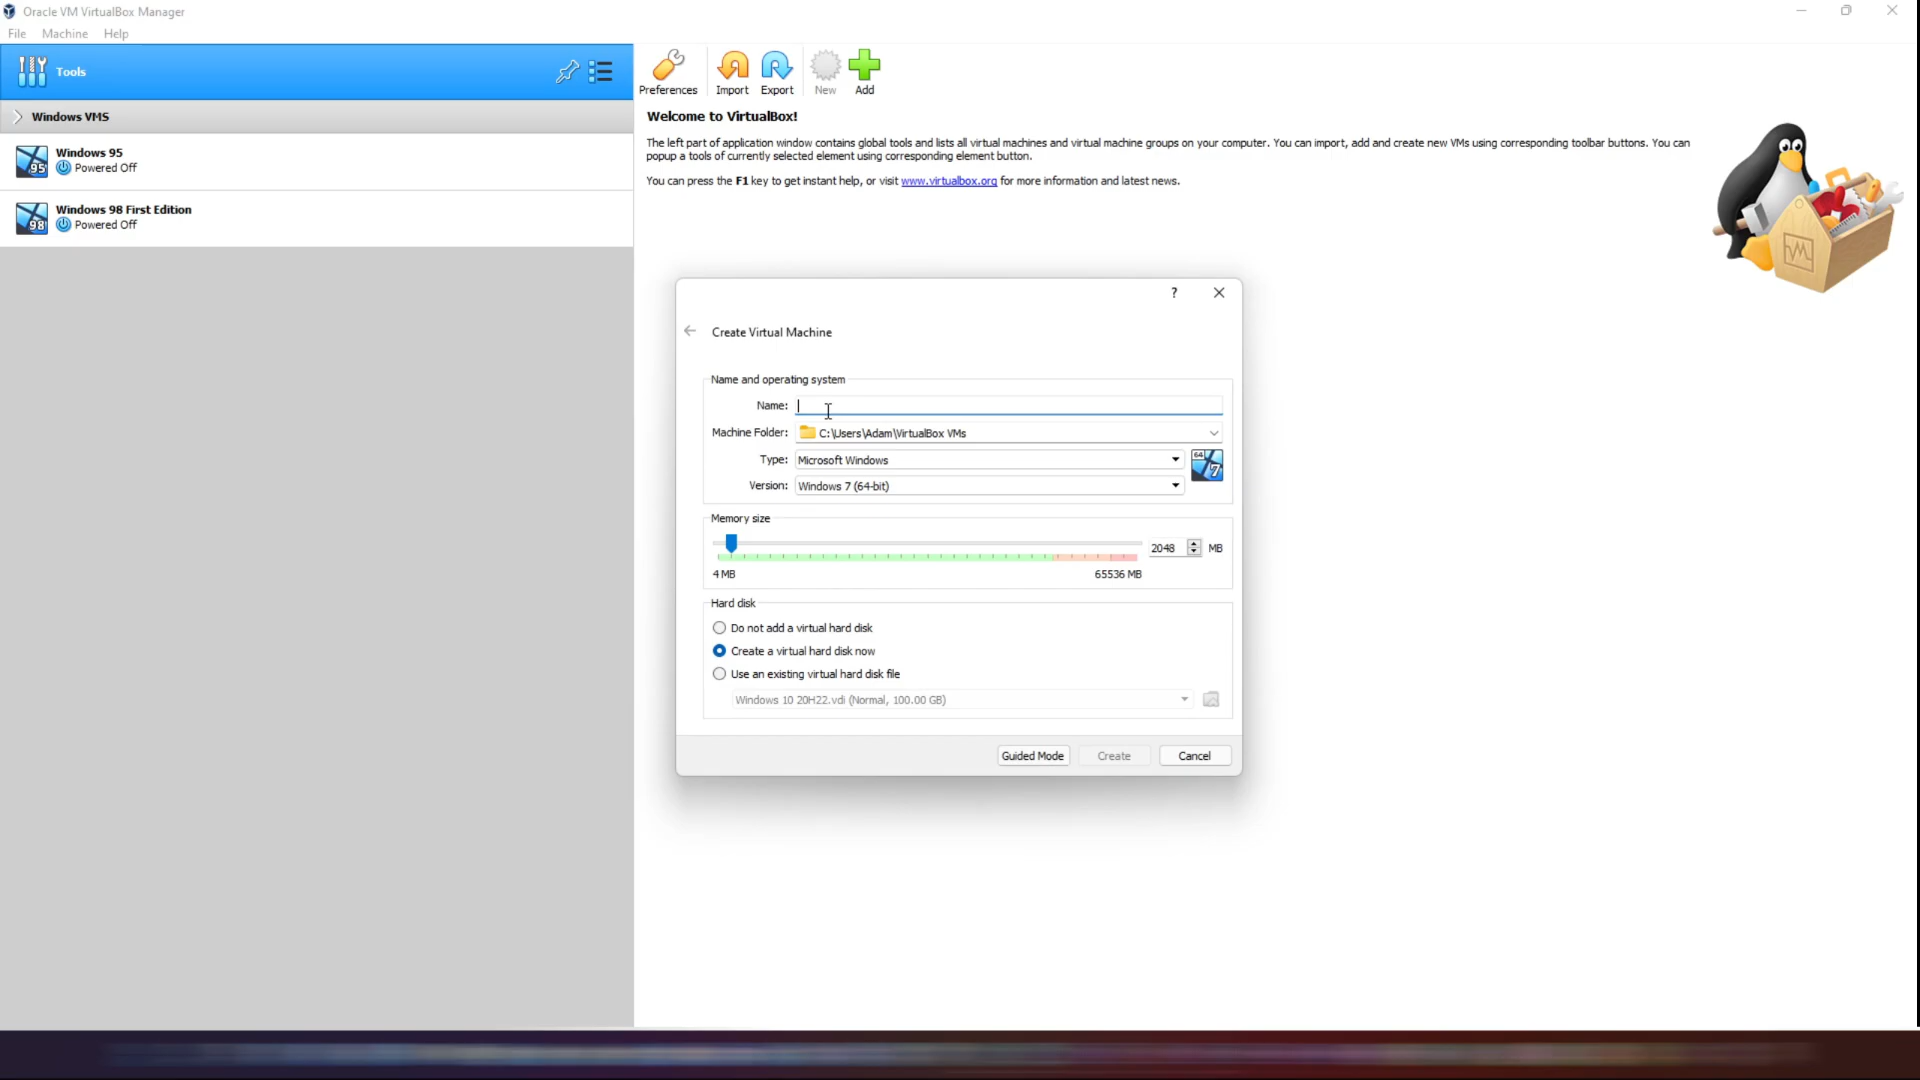 Oracle VM VirtualBox Manager
File Machine Help
Tools
Preferences Import Export New Add
Windows VMS
Windows 95
Powered Off
Windows 98 First Edition
Powered Off
Welcome to VirtualBox!
The left part of application window contains global tools and lists all virtual machines and virtual machine groups on your computer. You can import, add and create new VMs using corresponding toolbar buttons. You can
popup a tools of currently selected element using corresponding element button.
You can press the F1 key to get instant help, or visit www.virtualbox.org for more information and latest news.
?
Create Virtual Machine
Name and operating system
Name:
Machine Folder: C:\Users\Adam\VirtualBox VMs
Type: Microsoft Windows
64 7
Version: Windows 7 (64-bit)
Memory size
2048 MB
4 MB 65536 MB
Hard disk
Do not add a virtual hard disk
Create a virtual hard disk now
Use an existing virtual hard disk file
Windows 10 20H22.vdi (Normal, 100.00 GB)
Guided Mode Create Cancel